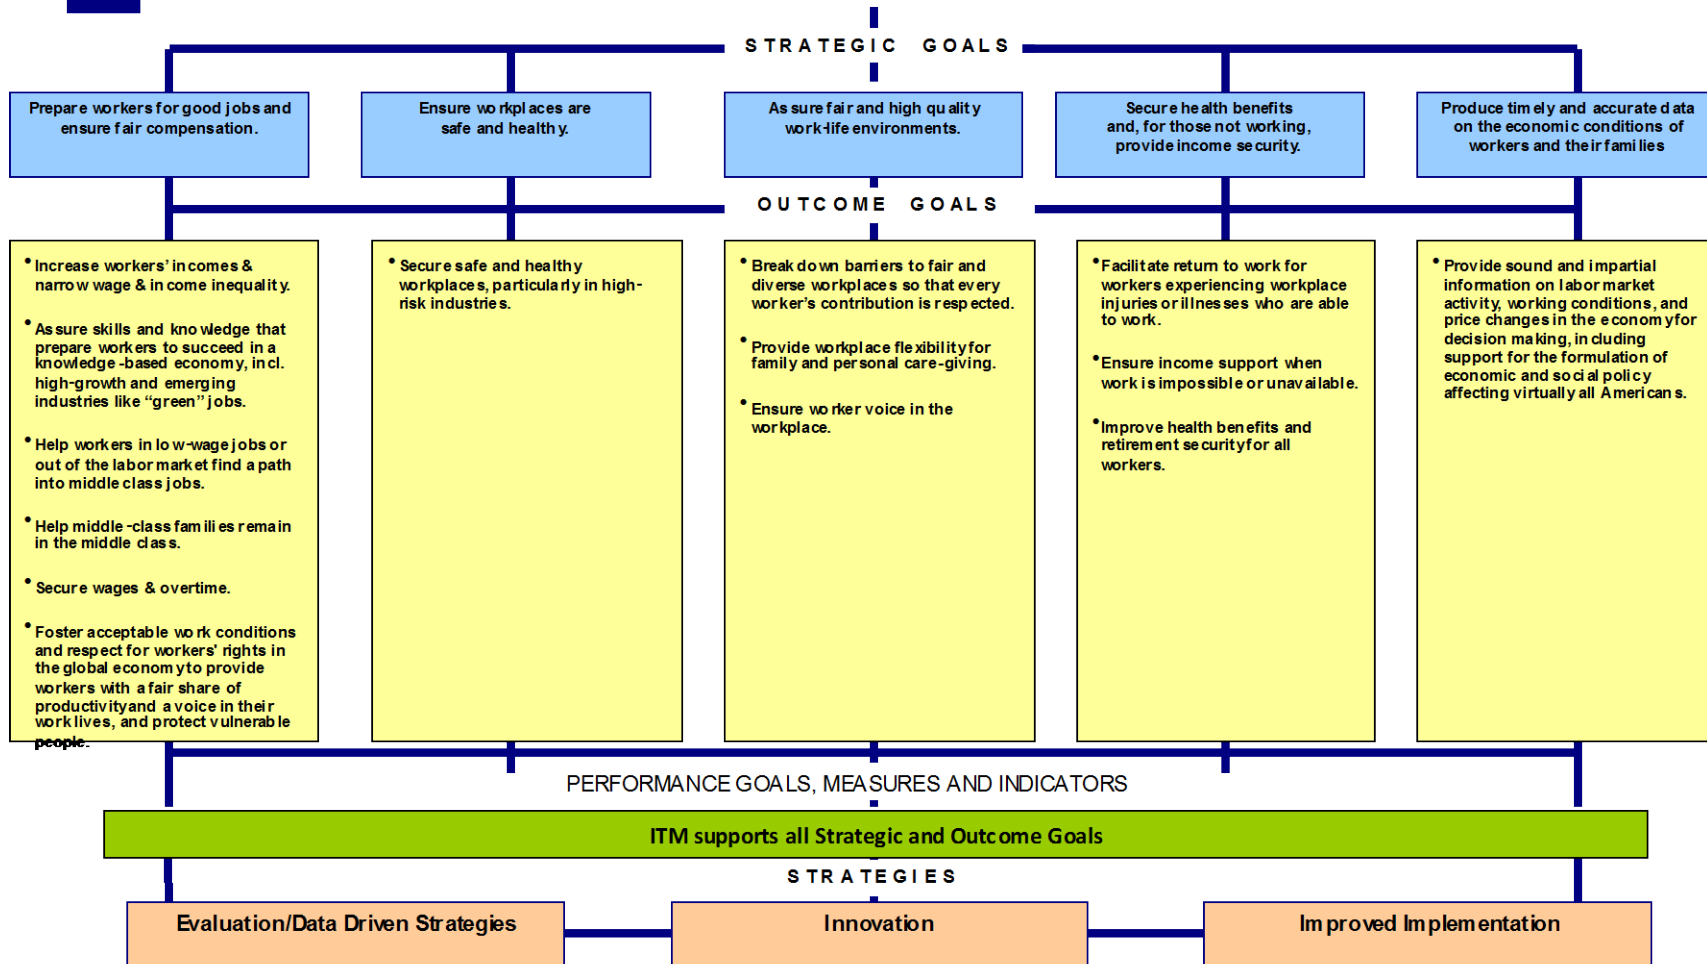 STRATEGIC GOALS
Prepare workers for good jobs and
ensure fair compensation.
Ensure workplaces are
safe and healthy.
Assure fair and high quality
work-life environments.
Secure health benefits
and, for those not working,
provide income security.
Produce timely and accurate data
on the economic conditions of
workers and their families
OUTCOME GOALS
• Increase workers' incomes &
narrow wage & income inequality.
• Assure skills and knowledge that
prepare workers to succeed in a
knowledge-based economy, incl.
high-growth and emerging
industries like “green” jobs.
• Help workers in low-wage jobs or
out of the labor market find a path
into middle class jobs.
• Help middle-class families remain
in the middle class.
• Secure wages & overtime.
• Foster acceptable work conditions
and respect for workers' rights in
the global economy to provide
workers with a fair share of
productivity and a voice in their
work lives, and protect vulnerable
people.
• Secure safe and healthy
workplaces, particularly in high-
risk industries.
• Break down barriers to fair and
diverse workplaces so that every
worker's contribution is respected.
• Provide workplace flexibility for
family and personal care-giving.
• Ensure worker voice in the
workplace.
• Facilitate return to work for
workers experiencing workplace
injuries or illnesses who are able
to work.
• Ensure income support when
work is impossible or unavailable.
• Improve health benefits and
retirement security for all
workers.
• Provide sound and impartial
information on labor market
activity, working conditions, and
price changes in the economy for
decision making, including
support for the formulation of
economic and social policy
affecting virtually all Americans.
PERFORMANCE GOALS, MEASURES AND INDICATORS
ITM supports all Strategic and Outcome Goals
STRATEGIES
Evaluation/Data Driven Strategies
Innovation
Improved Implementation